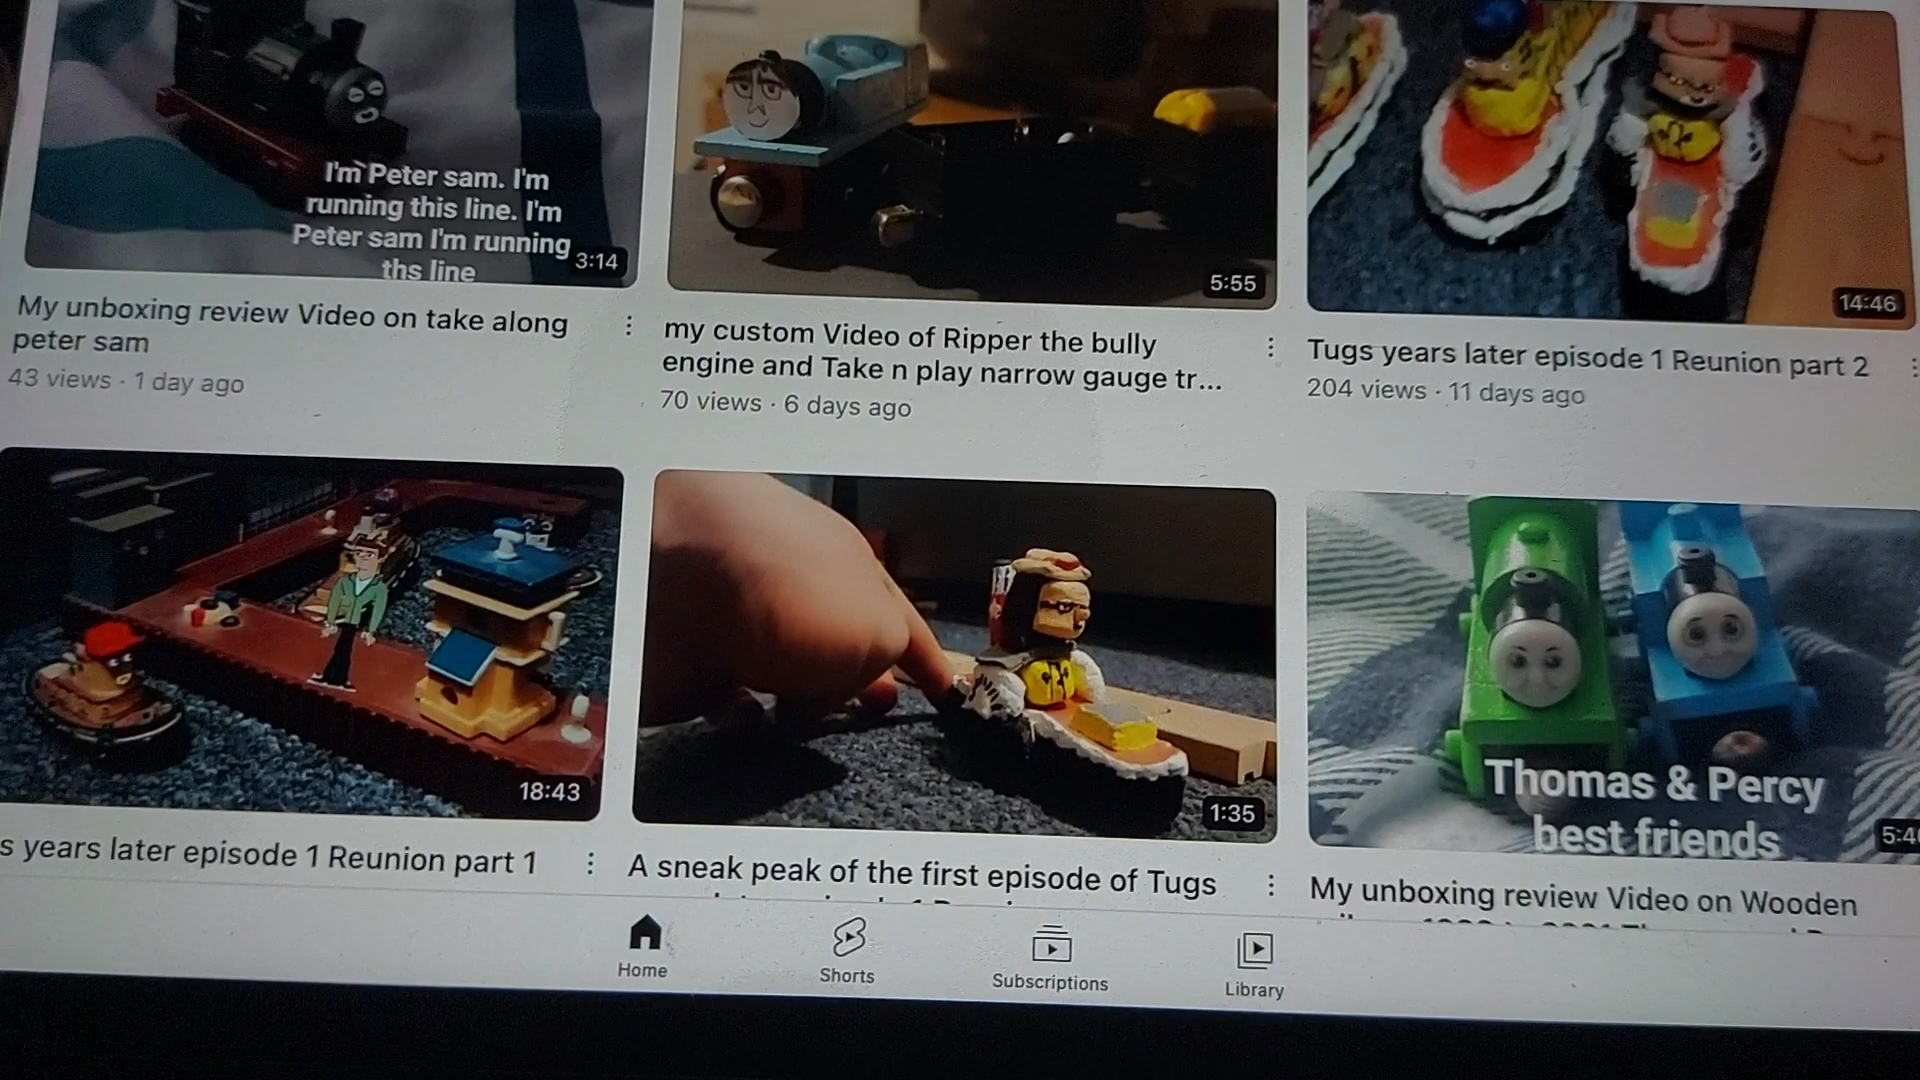 I'm Peter sam. I'm
running this line. I'm
Peter sam I'm running
ths line
3:14
5:55
14:46
My unboxing review Video on take along
peter sam
43 views · 1 day ago
my custom Video of Ripper the bully
engine and Take n play narrow gauge tr...
70 views · 6 days ago
Tugs years later episode 1 Reunion part 2
204 views · 11 days ago
18:43
1:35
Thomas & Percy
best friends
s years later episode 1 Reunion part 1
A sneak peak of the first episode of Tugs
My unboxing review Video on Wooden
Home
Shorts
Subscriptions
Library